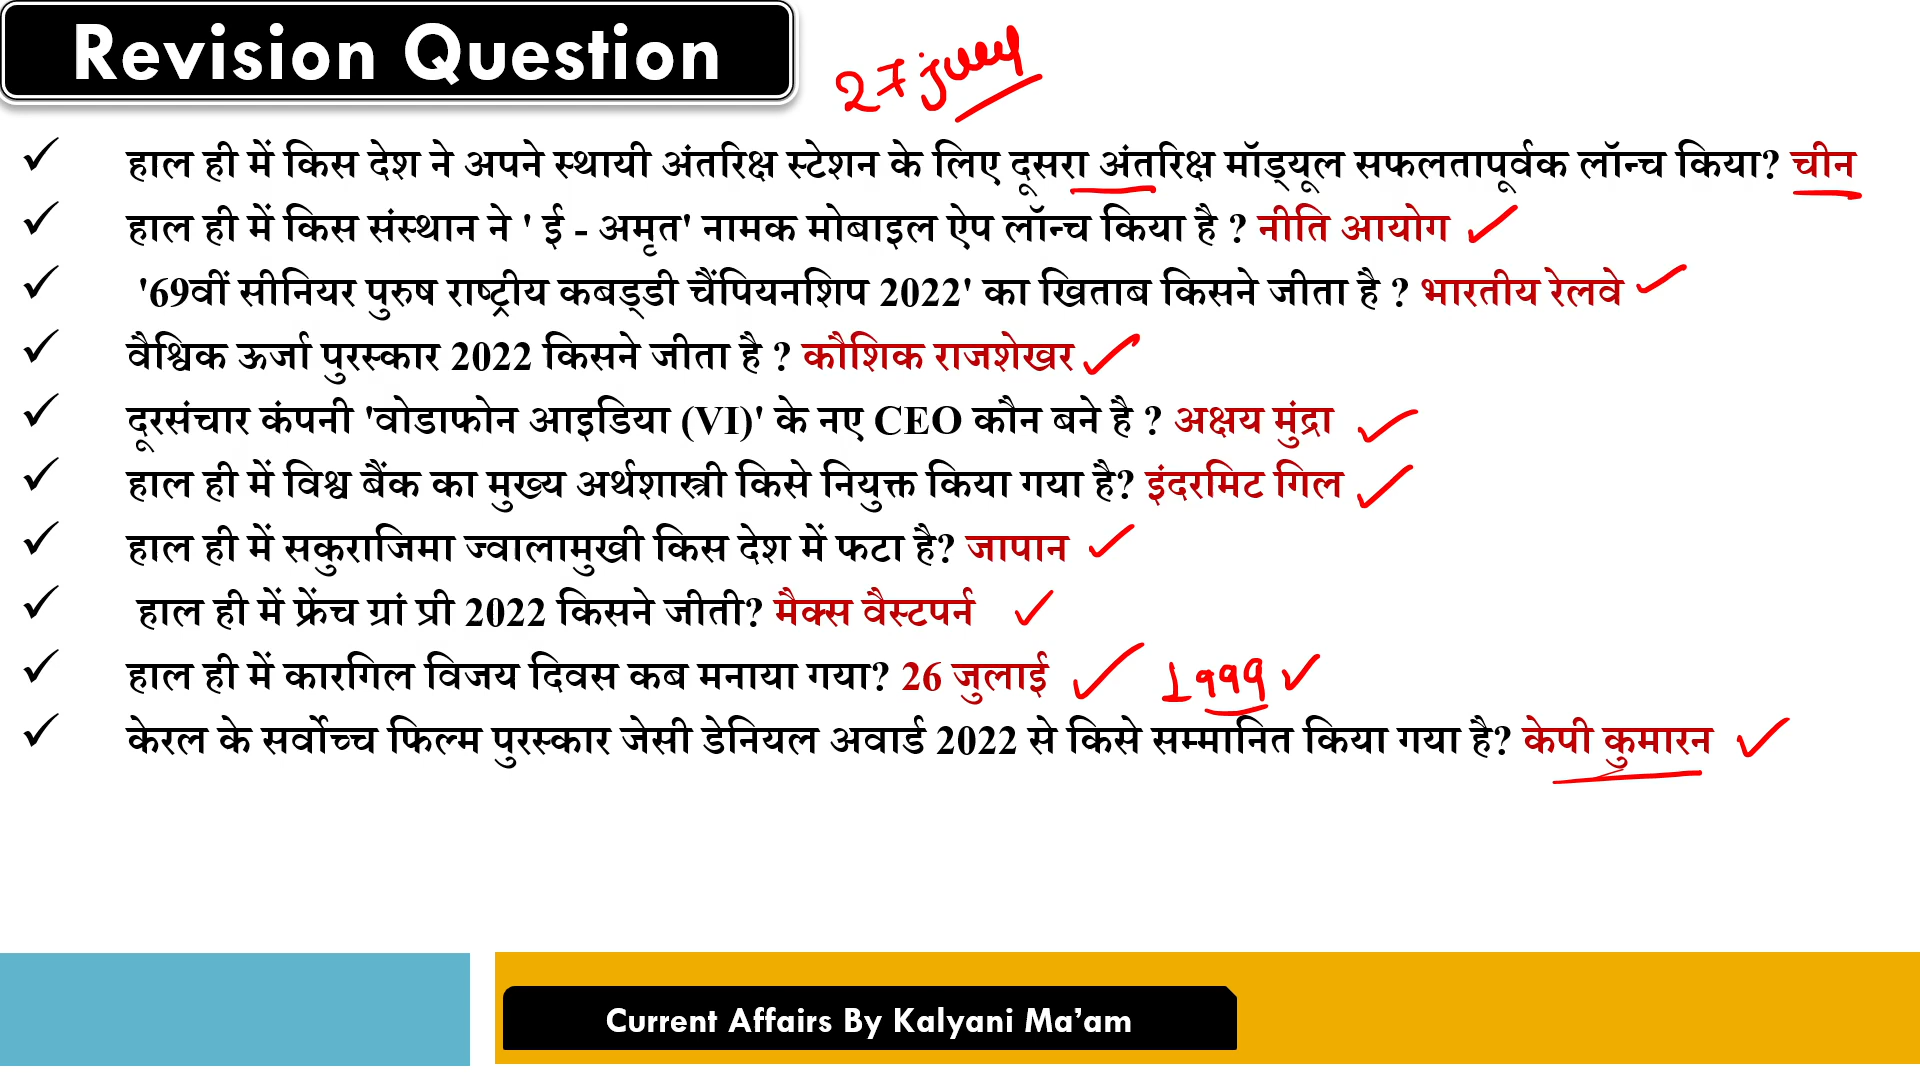 Revision Question
27 july
हाल ही में किस देश ने अपने स्थायी अंतरिक्ष स्टेशन के लिए दूसरा अंतरिक्ष मॉड्यूल सफलतापूर्वक लॉन्च किया? चीन
हाल ही में किस संस्थान ने ' ई - अमृत' नामक मोबाइल ऐप लॉन्च किया है ? नीति आयोग
'69वीं सीनियर पुरुष राष्ट्रीय कबड्डी चैंपियनशिप 2022' का खिताब किसने जीता है ? भारतीय रेलवे
वैश्विक ऊर्जा पुरस्कार 2022 किसने जीता है ? कौशिक राजशेखर
दूरसंचार कंपनी 'वोडाफोन आइडिया (VI)' के नए CEO कौन बने है ? अक्षय मुंद्रा
हाल ही में विश्व बैंक का मुख्य अर्थशास्त्री किसे नियुक्त किया गया है? इंदरमिट गिल
हाल ही में सकुराजिमा ज्वालामुखी किस देश में फटा है? जापान
हाल ही में फ्रेंच ग्रां प्री 2022 किसने जीती? मैक्स वैस्टपर्न
हाल ही में कारगिल विजय दिवस कब मनाया गया? 26 जुलाई 1999
केरल के सर्वोच्च फिल्म पुरस्कार जेसी डेनियल अवार्ड 2022 से किसे सम्मानित किया गया है? केपी कुमारन
Current Affairs By Kalyani Ma’am